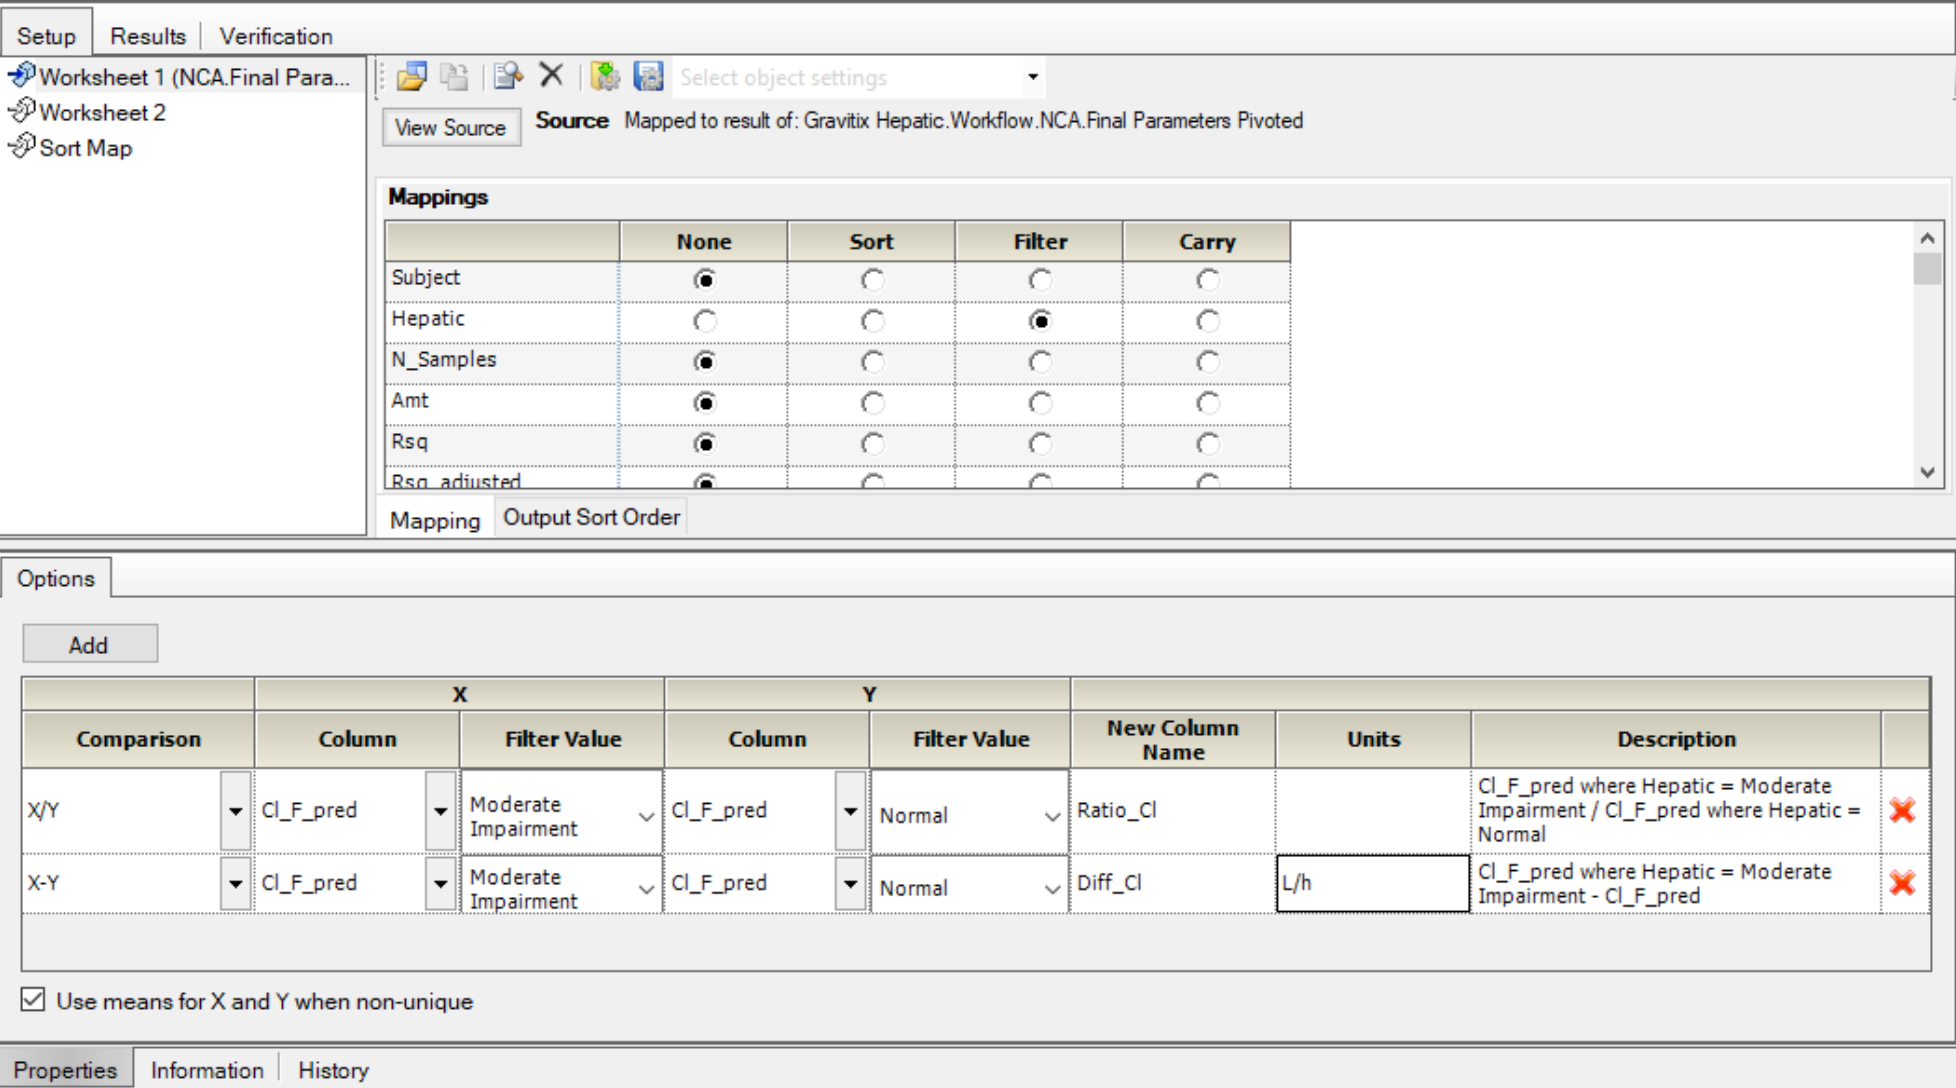 Setup Results Verification
Worksheet 1 (NCA.Final Para...
Worksheet 2
Sort Map
Select object settings
View Source Source Mapped to result of: Gravitix Hepatic.Workflow.NCA.Final Parameters Pivoted
Mappings
None Sort Filter Carry
Subject
Hepatic
N_Samples
Amt
Rsq
Rsq_adjusted
Mapping Output Sort Order
Options
Add
X Y
Comparison Column Filter Value Column Filter Value New Column Name Units Description
X/Y Cl_F_pred Moderate Impairment Cl_F_pred Normal Ratio_Cl Cl_F_pred where Hepatic = Moderate
Impairment / Cl_F_pred where Hepatic =
Normal
X-Y Cl_F_pred Moderate Impairment Cl_F_pred Normal Diff_Cl L/h Cl_F_pred where Hepatic = Moderate
Impairment - Cl_F_pred
Use means for X and Y when non-unique
Properties Information History